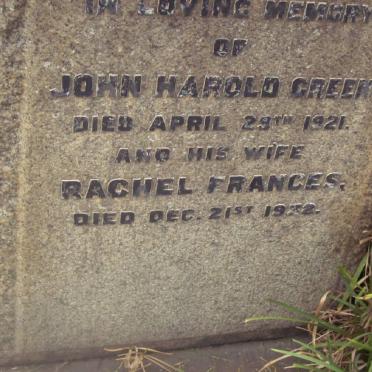 IN LOVING MEMORY
OF
JOHN HAROLD GREEN
DIED APRIL 29TH 1921.
AND HIS WIFE
RACHEL FRANCES,
DIED DEC. 21ST